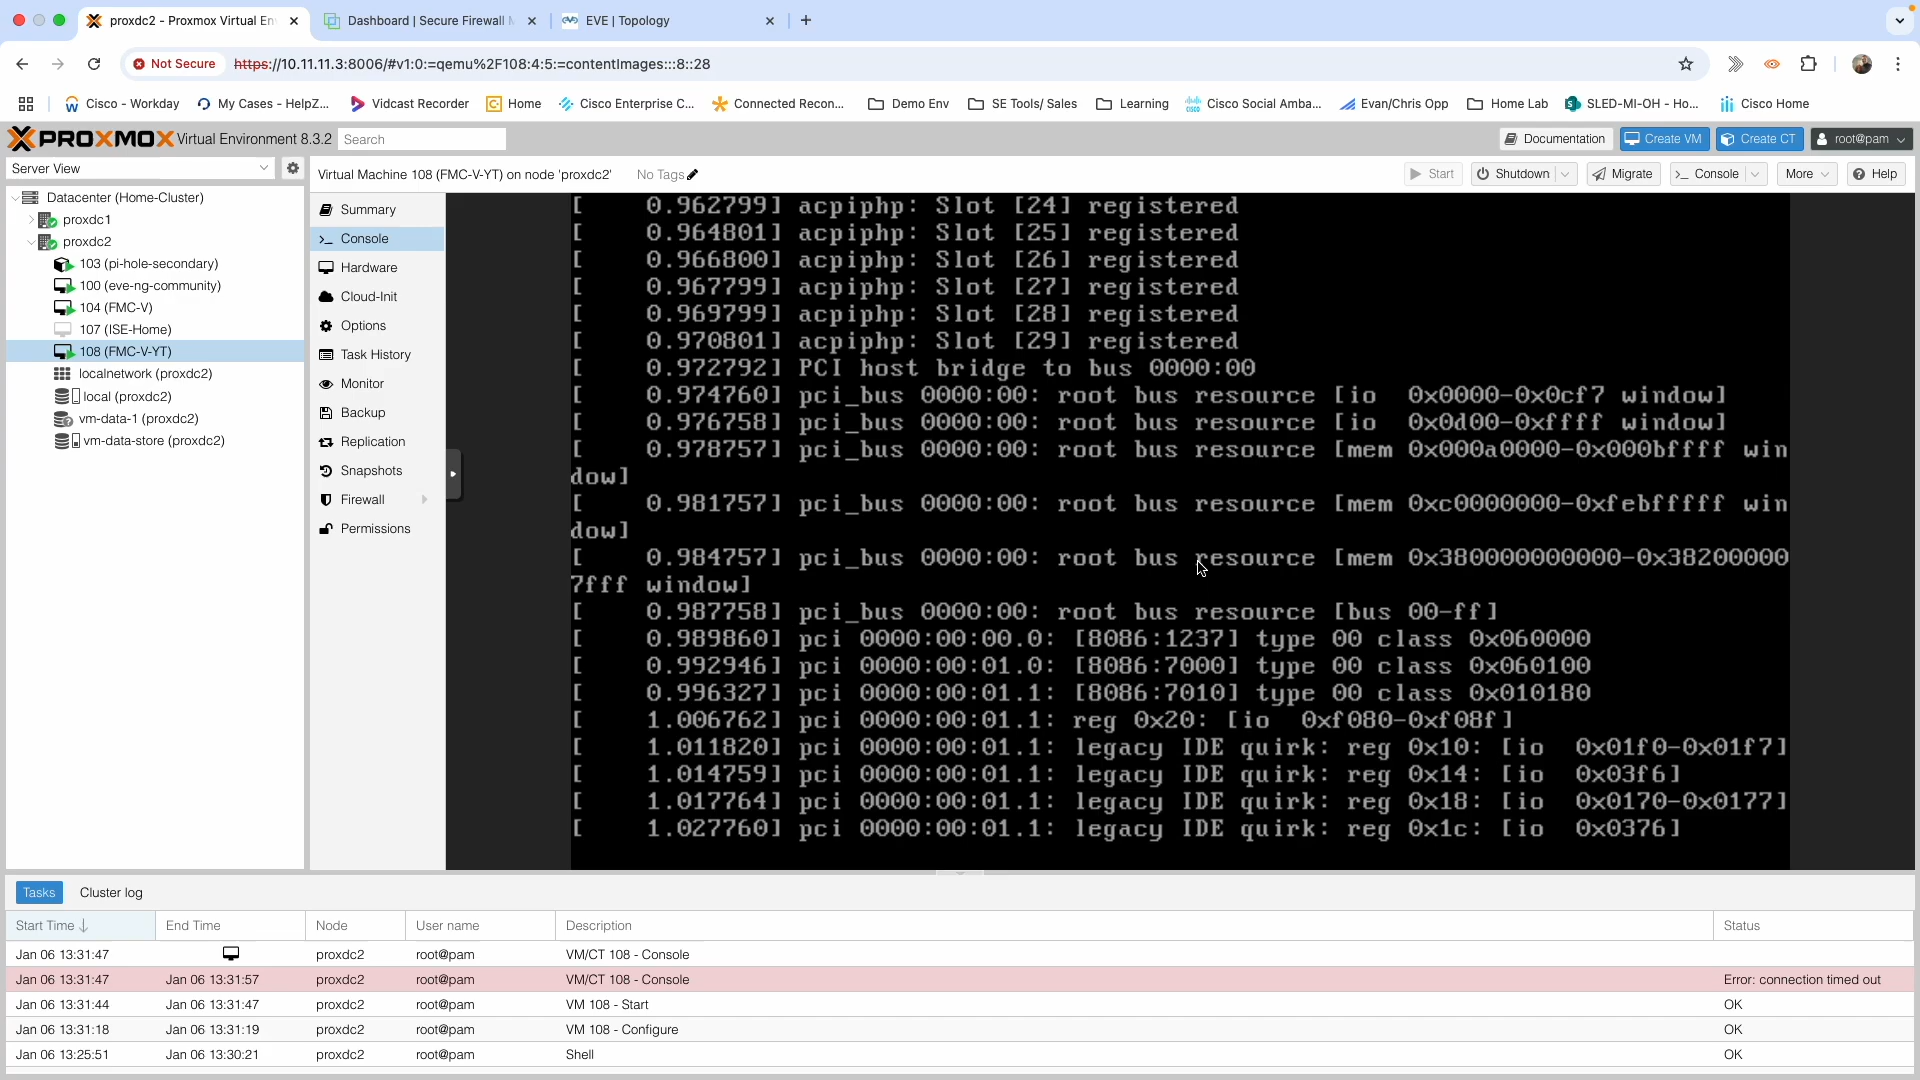 proxdc2 - Proxmox Virtual En
Dashboard | Secure Firewall M
EVE | Topology
Not Secure
https://10.11.11.3:8006/#v1:0:=qemu%2F108:4:5:=contentImages:::8::28
Cisco - Workday
My Cases - HelpZ...
Vidcast Recorder
Home
Cisco Enterprise C...
Connected Recon...
Demo Env
SE Tools/ Sales
Learning
Cisco Social Amba...
Evan/Chris Opp
Home Lab
SLED-MI-OH - Ho...
Cisco Home
PROXMOX Virtual Environment 8.3.2
Search
Documentation
Create VM
Create CT
root@pam
Server View
Virtual Machine 108 (FMC-V-YT) on node 'proxdc2'
No Tags
Start
Shutdown
Migrate
Console
More
Help
Datacenter (Home-Cluster)
proxdc1
proxdc2
103 (pi-hole-secondary)
100 (eve-ng-community)
104 (FMC-V)
107 (ISE-Home)
108 (FMC-V-YT)
localnetwork (proxdc2)
local (proxdc2)
vm-data-1 (proxdc2)
vm-data-store (proxdc2)
Summary
Console
Hardware
Cloud-Init
Options
Task History
Monitor
Backup
Replication
Snapshots
Firewall
Permissions
[    0.962799] acpiphp: Slot [24] registered
[    0.964801] acpiphp: Slot [25] registered
[    0.966800] acpiphp: Slot [26] registered
[    0.967799] acpiphp: Slot [27] registered
[    0.969799] acpiphp: Slot [28] registered
[    0.970801] acpiphp: Slot [29] registered
[    0.972792] PCI host bridge to bus 0000:00
[    0.974760] pci_bus 0000:00: root bus resource [io  0x0000-0x0cf7 window]
[    0.976758] pci_bus 0000:00: root bus resource [io  0x0d00-0xffff window]
[    0.978757] pci_bus 0000:00: root bus resource [mem 0x000a0000-0x000bffff win
dow]
[    0.981757] pci_bus 0000:00: root bus resource [mem 0xc0000000-0xfebfffff win
dow]
[    0.984757] pci_bus 0000:00: root bus resource [mem 0x380000000000-0x38200000
7fff window]
[    0.987758] pci_bus 0000:00: root bus resource [bus 00-ff]
[    0.989860] pci 0000:00:00.0: [8086:1237] type 00 class 0x060000
[    0.992946] pci 0000:00:01.0: [8086:7000] type 00 class 0x060100
[    0.996327] pci 0000:00:01.1: [8086:7010] type 00 class 0x010180
[    1.006762] pci 0000:00:01.1: reg 0x20: [io  0xf080-0xf08f]
[    1.011820] pci 0000:00:01.1: legacy IDE quirk: reg 0x10: [io  0x01f0-0x01f7]
[    1.014759] pci 0000:00:01.1: legacy IDE quirk: reg 0x14: [io  0x03f6]
[    1.017764] pci 0000:00:01.1: legacy IDE quirk: reg 0x18: [io  0x0170-0x0177]
[    1.027760] pci 0000:00:01.1: legacy IDE quirk: reg 0x1c: [io  0x0376]
Tasks
Cluster log
Start Time
End Time
Node
User name
Description
Status
Jan 06 13:31:47 proxdc2 root@pam VM/CT 108 - Console
Jan 06 13:31:47 Jan 06 13:31:57 proxdc2 root@pam VM/CT 108 - Console Error: connection timed out
Jan 06 13:31:44 Jan 06 13:31:47 proxdc2 root@pam VM 108 - Start OK
Jan 06 13:31:18 Jan 06 13:31:19 proxdc2 root@pam VM 108 - Configure OK
Jan 06 13:25:51 Jan 06 13:30:21 proxdc2 root@pam Shell OK